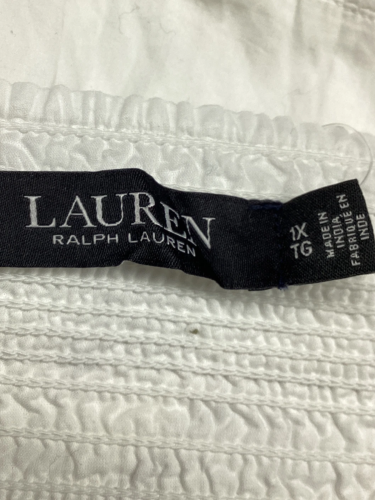 LAUREN
RALPH LAUREN
1X
TG
MADE IN
INDIA/
FABRIQUÉ EN
INDE